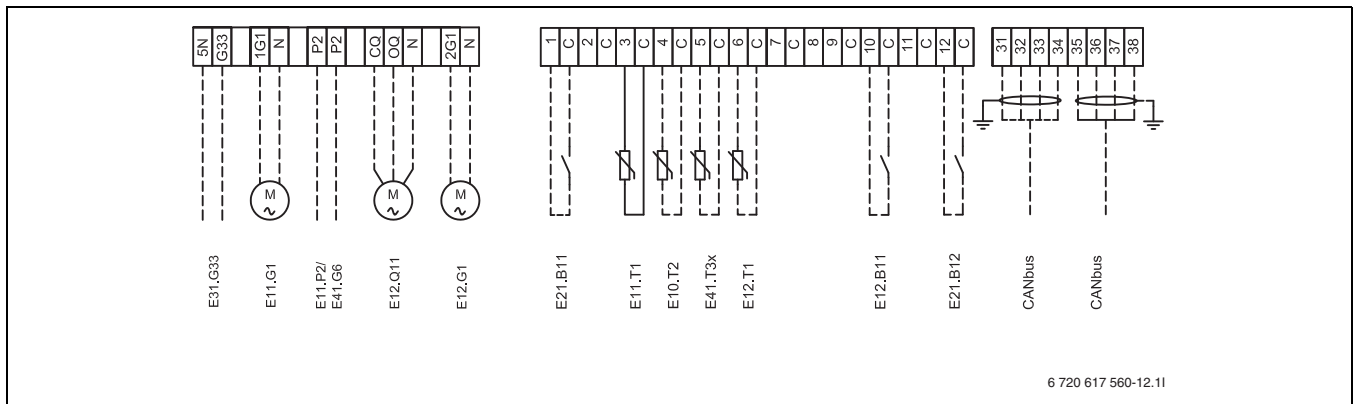 5N G33 1G1 N P2 P2 CQ OQ N 2G1 N
1 C 2 C 3 C 4 C 5 C 6 C 7 C 8 C 9 C 10 C 11 C 12 C
31 32 33 34 35 36 37 38
M M M
E31.G33
E11.G1
E11.P2/
E41.G6
E12.Q11
E12.G1
E21.B11
E11.T1
E10.T2
E41.T3x
E12.T1
E12.B11
E21.B12
CANbus
CANbus
6 720 617 560-12.1I